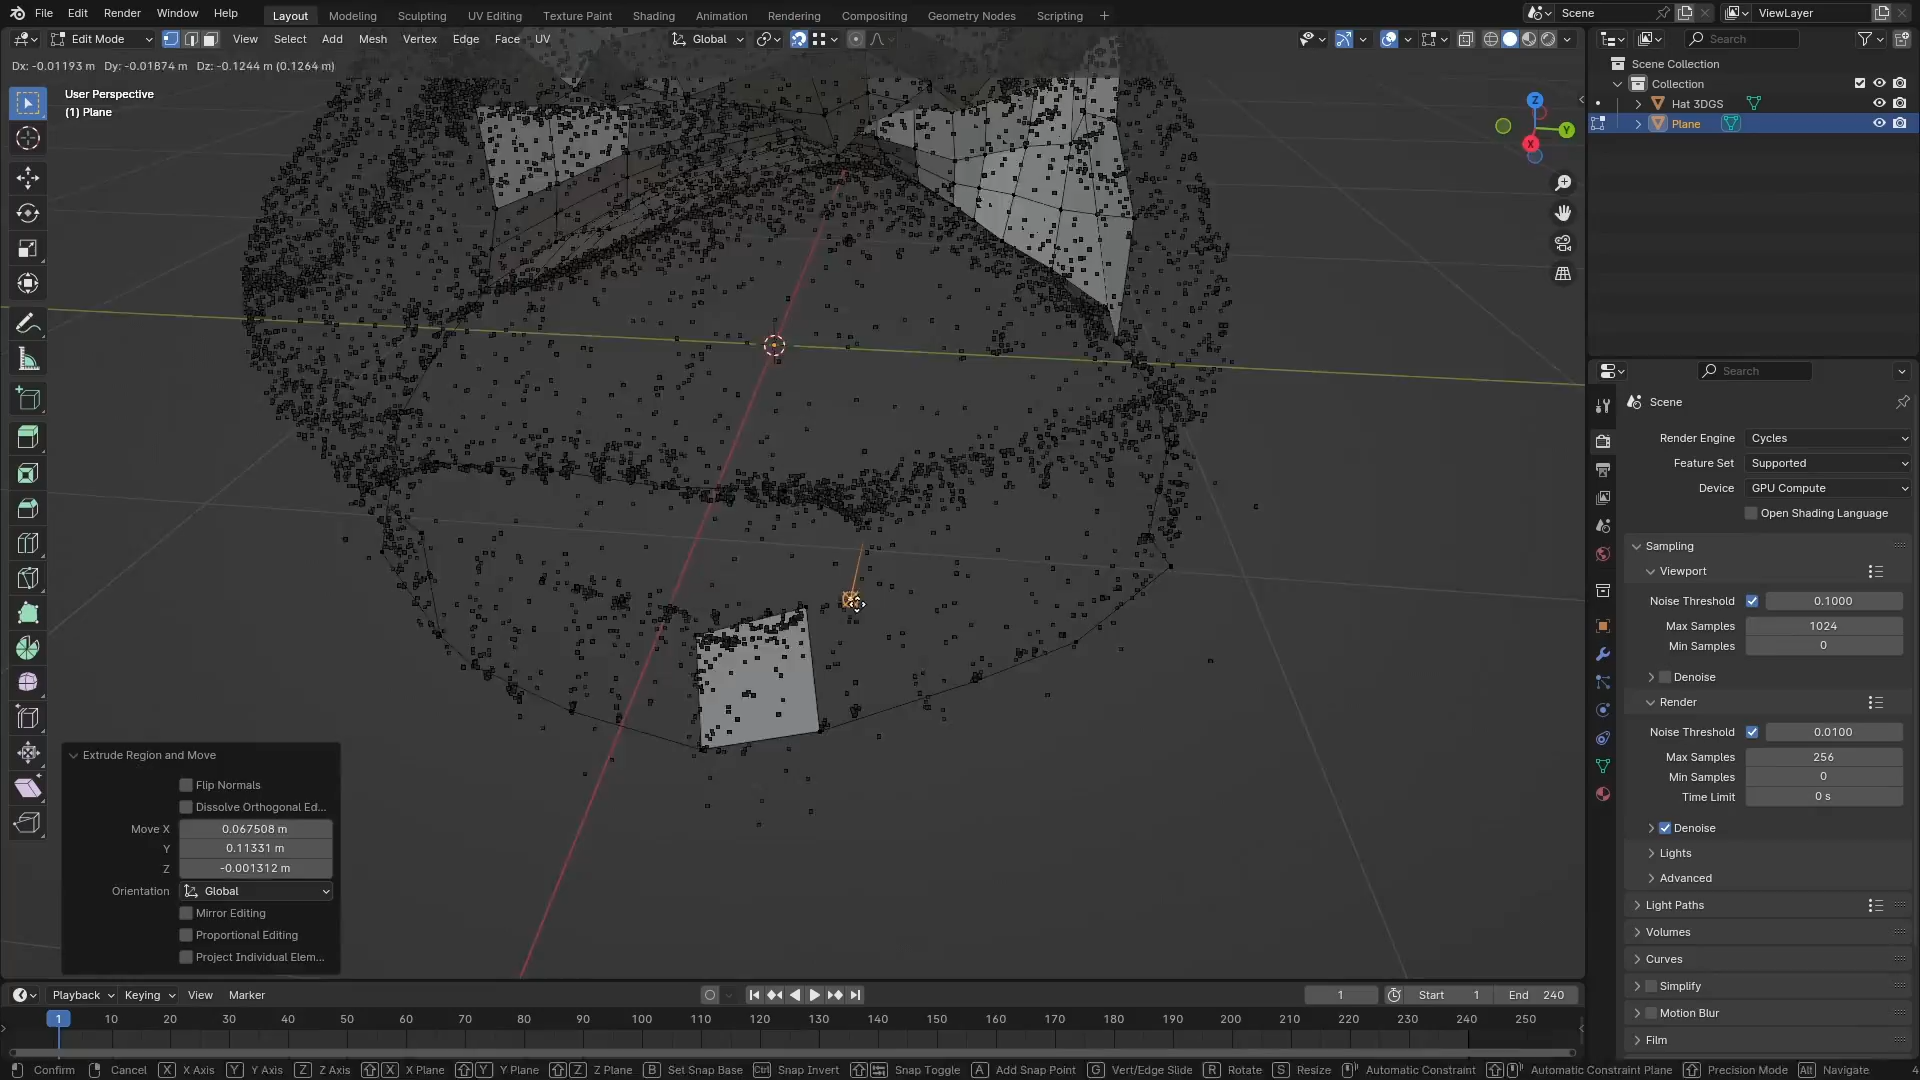 File Edit Render Window Help Layout Modeling Sculpting UV Editing Texture Paint Shading Animation Rendering Compositing Geometry Nodes Scripting + Scene ViewLayer
Edit Mode View Select Add Mesh Vertex Edge Face UV Global Search
Dx: -0.01193 m Dy: -0.01874 m Dz: -0.1244 m (0.1264 m)
User Perspective
(1) Plane
Z
Y
X
Scene Collection
Collection
Hat 3DGS
Plane
Search
Scene
Render Engine Cycles
Feature Set Supported
Device GPU Compute
Open Shading Language
Sampling
Viewport
Noise Threshold 0.1000
Max Samples 1024
Min Samples 0
Denoise
Render
Noise Threshold 0.0100
Max Samples 256
Min Samples 0
Time Limit 0 s
Denoise
Lights
Advanced
Light Paths
Volumes
Curves
Simplify
Motion Blur
Film
Extrude Region and Move
Flip Normals
Dissolve Orthogonal Ed...
Move X 0.067508 m
Y 0.11331 m
Z -0.001312 m
Orientation Global
Mirror Editing
Proportional Editing
Project Individual Elem...
Playback Keying View Marker 1 Start 1 End 240
1 10 20 30 40 50 60 70 80 90 100 110 120 130 140 150 160 170 180 190 200 210 220 230 240 250
Confirm Cancel X X Axis Y Y Axis Z Z Axis X X Plane Y Y Plane Z Z Plane B Set Snap Base Ctrl Snap Invert Snap Toggle A Add Snap Point G Vert/Edge Slide R Rotate S Resize Automatic Constraint Automatic Constraint Plane Precision Mode Alt Navigate 4